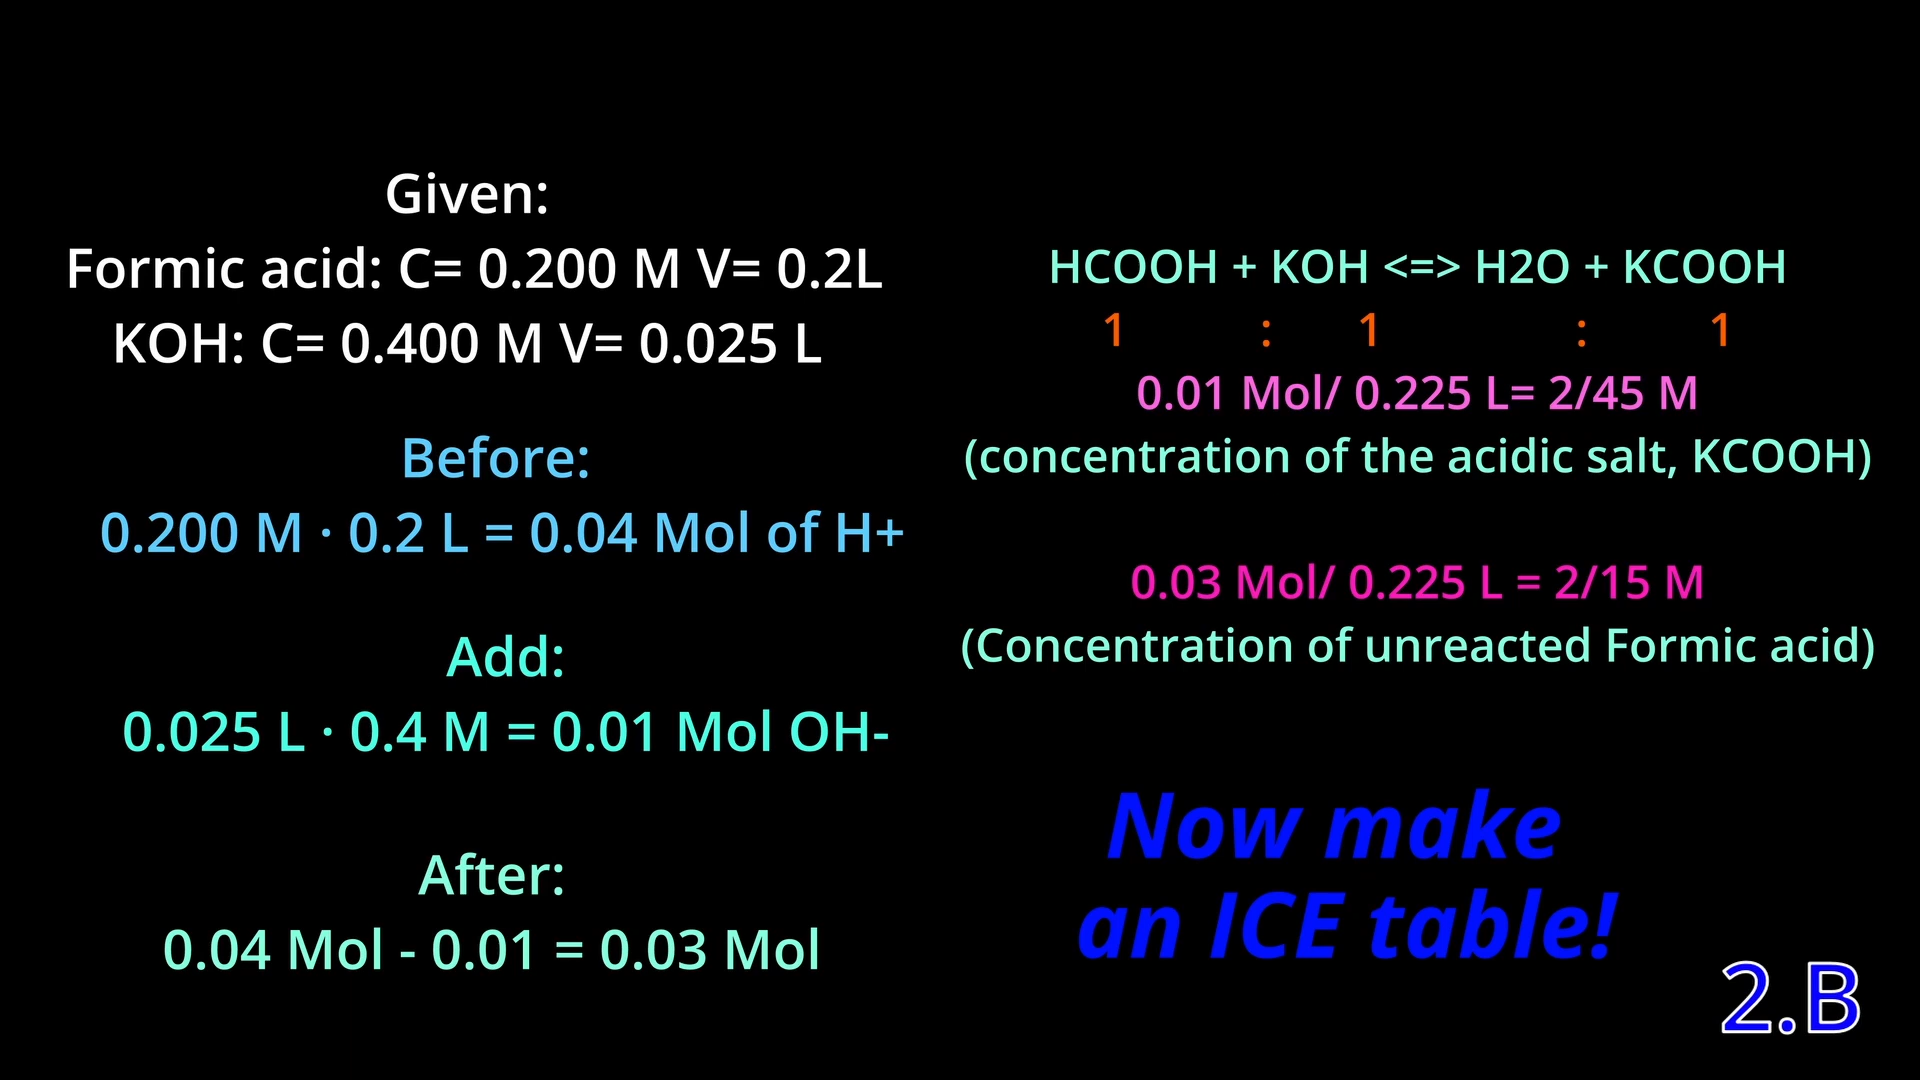 Given:
Formic acid: C= 0.200 M V= 0.2L
KOH: C= 0.400 M V= 0.025 L
Before:
0.200 M · 0.2 L = 0.04 Mol of H+
Add:
0.025 L · 0.4 M = 0.01 Mol OH-
After:
0.04 Mol - 0.01 = 0.03 Mol
HCOOH + KOH <=> H2O + KCOOH
1 : 1 : 1
0.01 Mol/ 0.225 L= 2/45 M
(concentration of the acidic salt, KCOOH)
0.03 Mol/ 0.225 L = 2/15 M
(Concentration of unreacted Formic acid)
Now make
an ICE table!
2.B